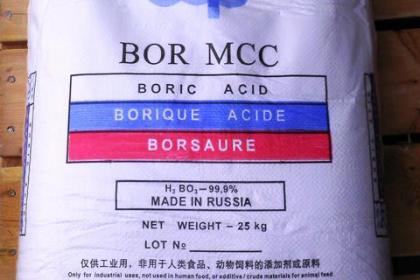 BOR MCC
BORIC ACID
BORIQUE ACIDE
BORSAURE
H₃ BO₃—99,9%
MADE IN RUSSIA
NET WEIGHT - 25 kg
LOT №
仅供工业用，非用于人类食品、动物饲料的添加剂或原料
Only for industrial uses, not used in human food, or additive / crude materials for animal feed